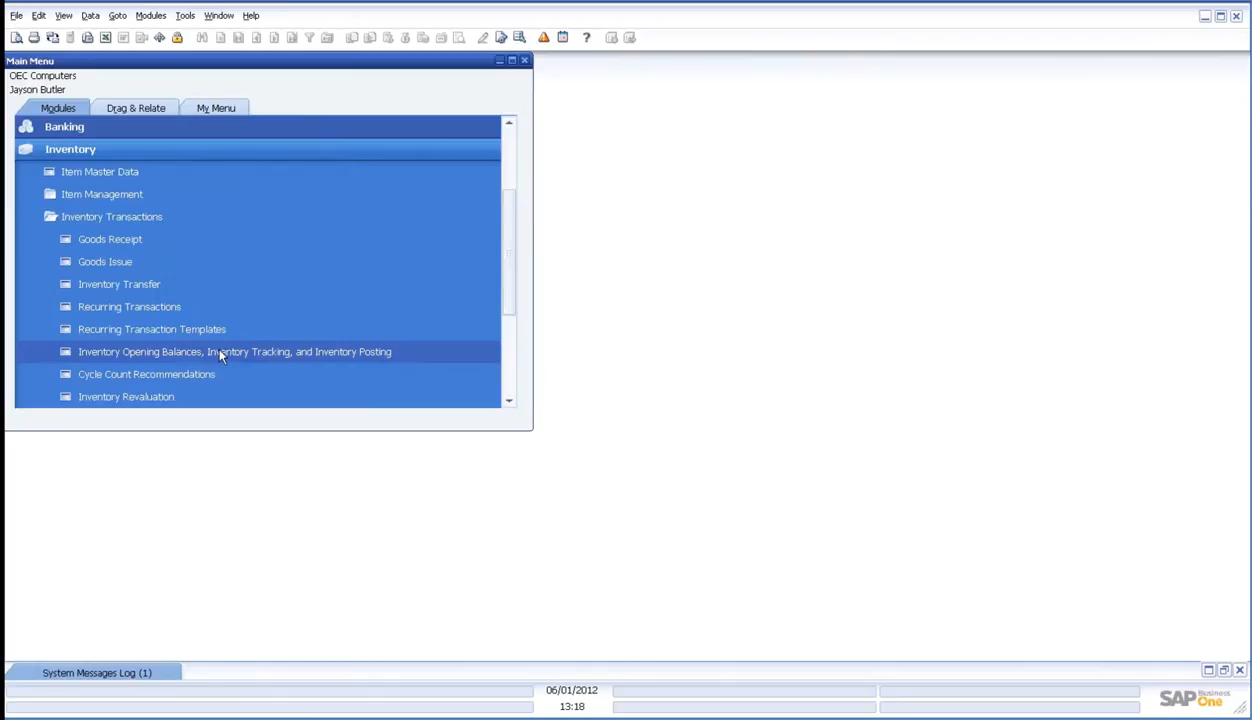 File Edit View Data Goto Modules Tools Window Help
Main Menu
OEC Computers
Jayson Butler
Modules Drag & Relate My Menu
Banking
Inventory
Item Master Data
Item Management
Inventory Transactions
Goods Receipt
Goods Issue
Inventory Transfer
Recurring Transactions
Recurring Transaction Templates
Inventory Opening Balances, Inventory Tracking, and Inventory Posting
Cycle Count Recommendations
Inventory Revaluation
System Messages Log (1)
06/01/2012
13:18
SAP Business One